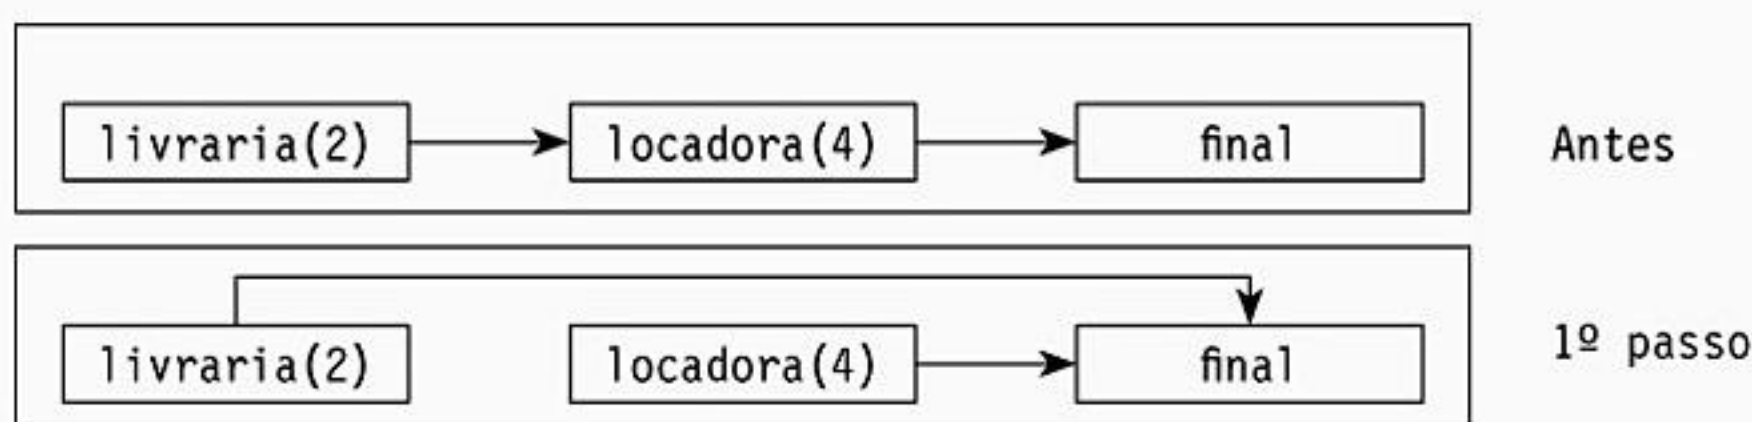 livraria(2) locadora(4) final Antes
livraria(2) locadora(4) final 1º passo